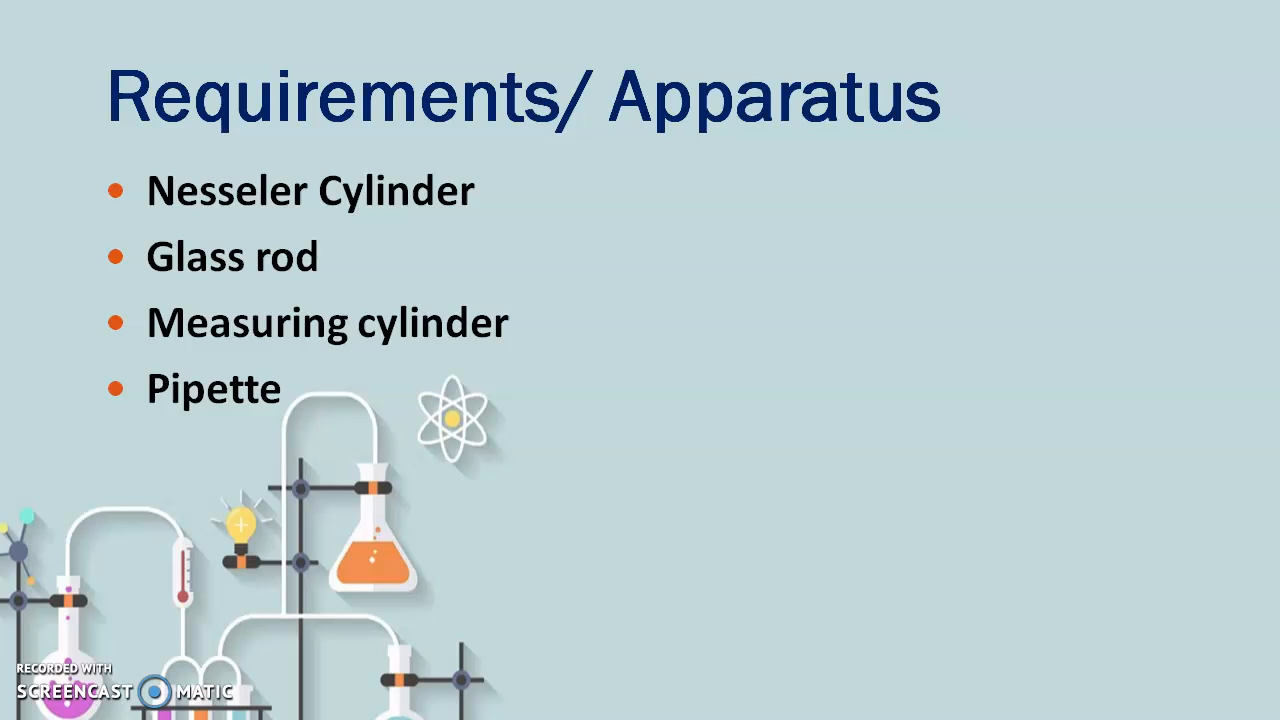 Requirements/ Apparatus
• Nesseler Cylinder
• Glass rod
• Measuring cylinder
• Pipette
RECORDED WITH
SCREENCAST MATIC